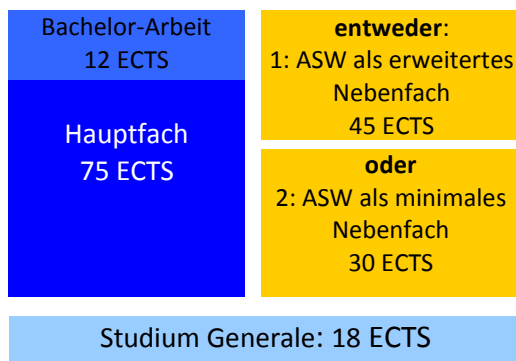 Bachelor-Arbeit
12 ECTS
Hauptfach
75 ECTS
entweder:
1: ASW als erweitertes
Nebenfach
45 ECTS
oder
2: ASW als minimales
Nebenfach
30 ECTS
Studium Generale: 18 ECTS